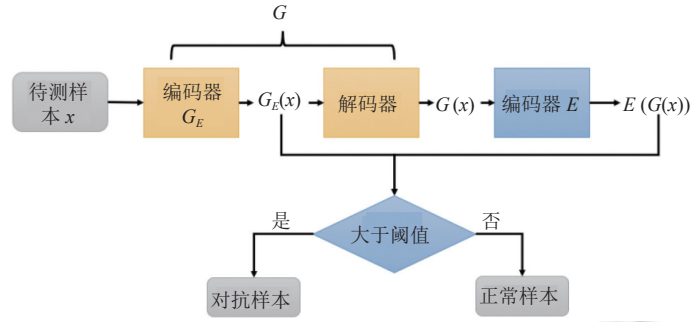 G
待测样
本 x
编码器
G_E
G_E(x)
解码器
G(x)
编码器 E
E (G(x))
大于阈值
是
否
对抗样本
正常样本